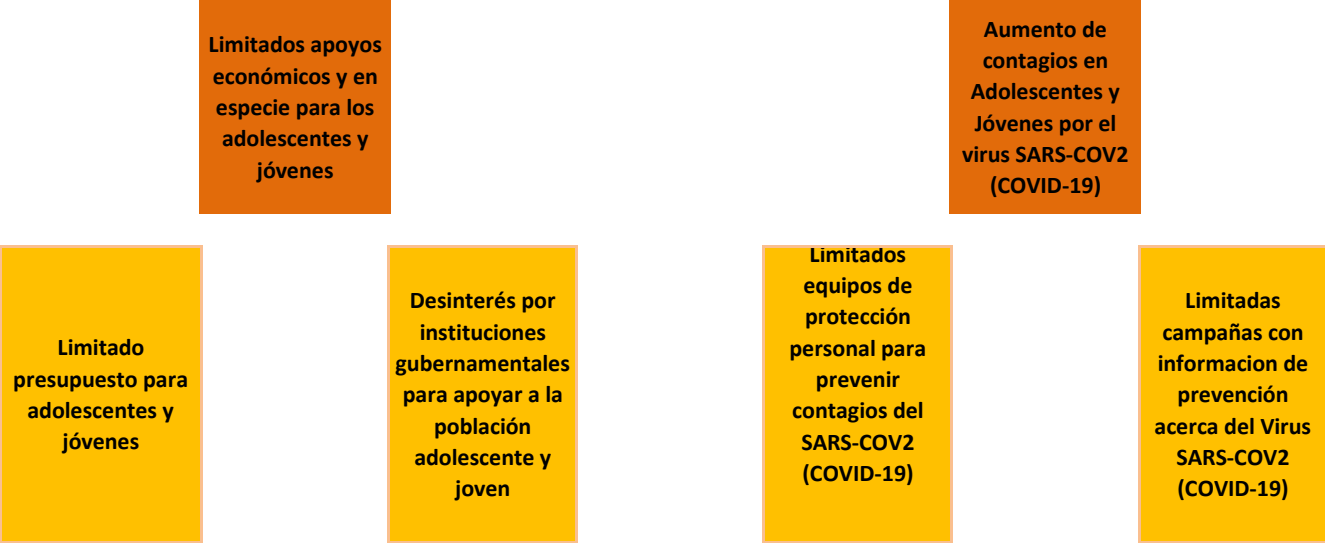 Limitados apoyos
económicos y en
especie para los
adolescentes y
jóvenes
Aumento de
contagios en
Adolescentes y
Jóvenes por el
virus SARS-COV2
(COVID-19)
Limitado
presupuesto para
adolescentes y
jóvenes
Desinterés por
instituciones
gubernamentales
para apoyar a la
población
adolescente y
joven
Limitados
equipos de
protección
personal para
prevenir
contagios del
SARS-COV2
(COVID-19)
Limitadas
campañas con
informacion de
prevención
acerca del Virus
SARS-COV2
(COVID-19)